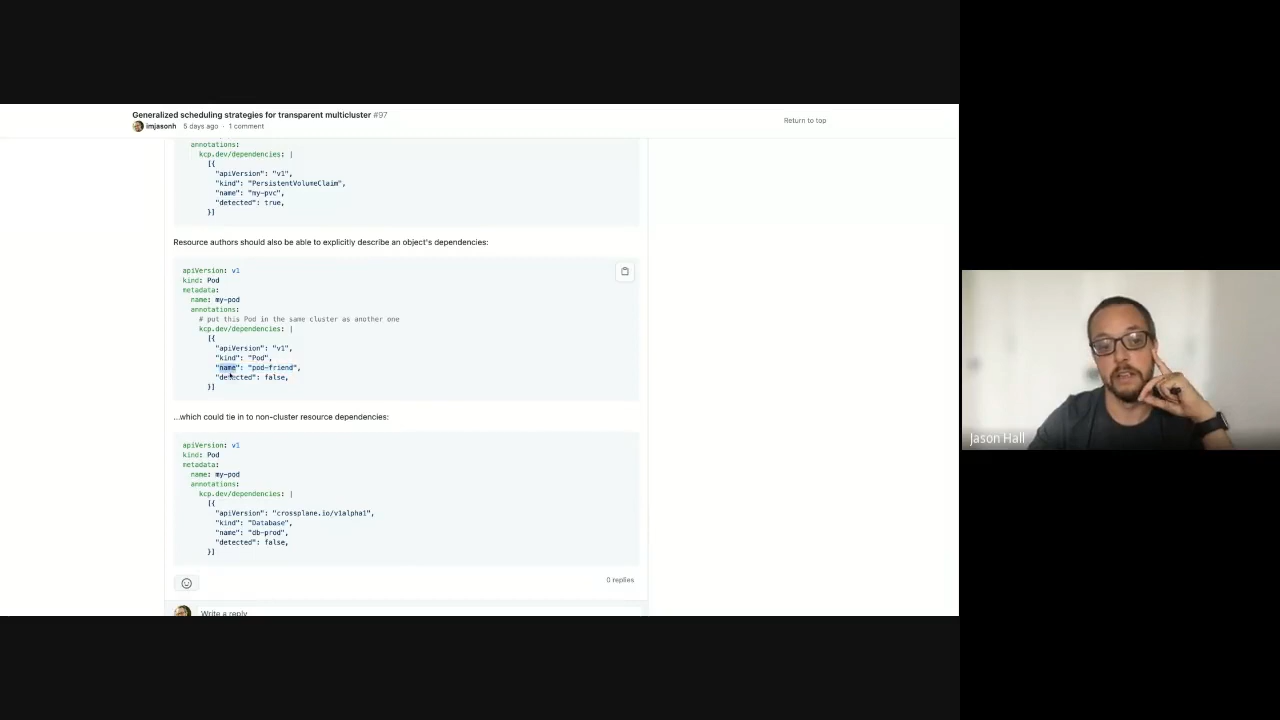 Generalized scheduling strategies for transparent multicluster #97
imjasonh 5 days ago · 1 comment
Return to top
annotations:
kcp.dev/dependencies: |
[{
"apiVersion": "v1",
"kind": "PersistentVolumeClaim",
"name": "my-pvc",
"detected": true,
}]
Resource authors should also be able to explicitly describe an object's dependencies:
apiVersion: v1
kind: Pod
metadata:
name: my-pod
annotations:
# put this Pod in the same cluster as another one
kcp.dev/dependencies: |
[{
"apiVersion": "v1",
"kind": "Pod",
"name": "pod-friend",
"detected": false,
}]
...which could tie in to non-cluster resource dependencies:
apiVersion: v1
kind: Pod
metadata:
name: my-pod
annotations:
kcp.dev/dependencies: |
[{
"apiVersion": "crossplane.io/v1alpha1",
"kind": "Database",
"name": "db-prod",
"detected": false,
}]
0 replies
Write a reply
Jason Hall